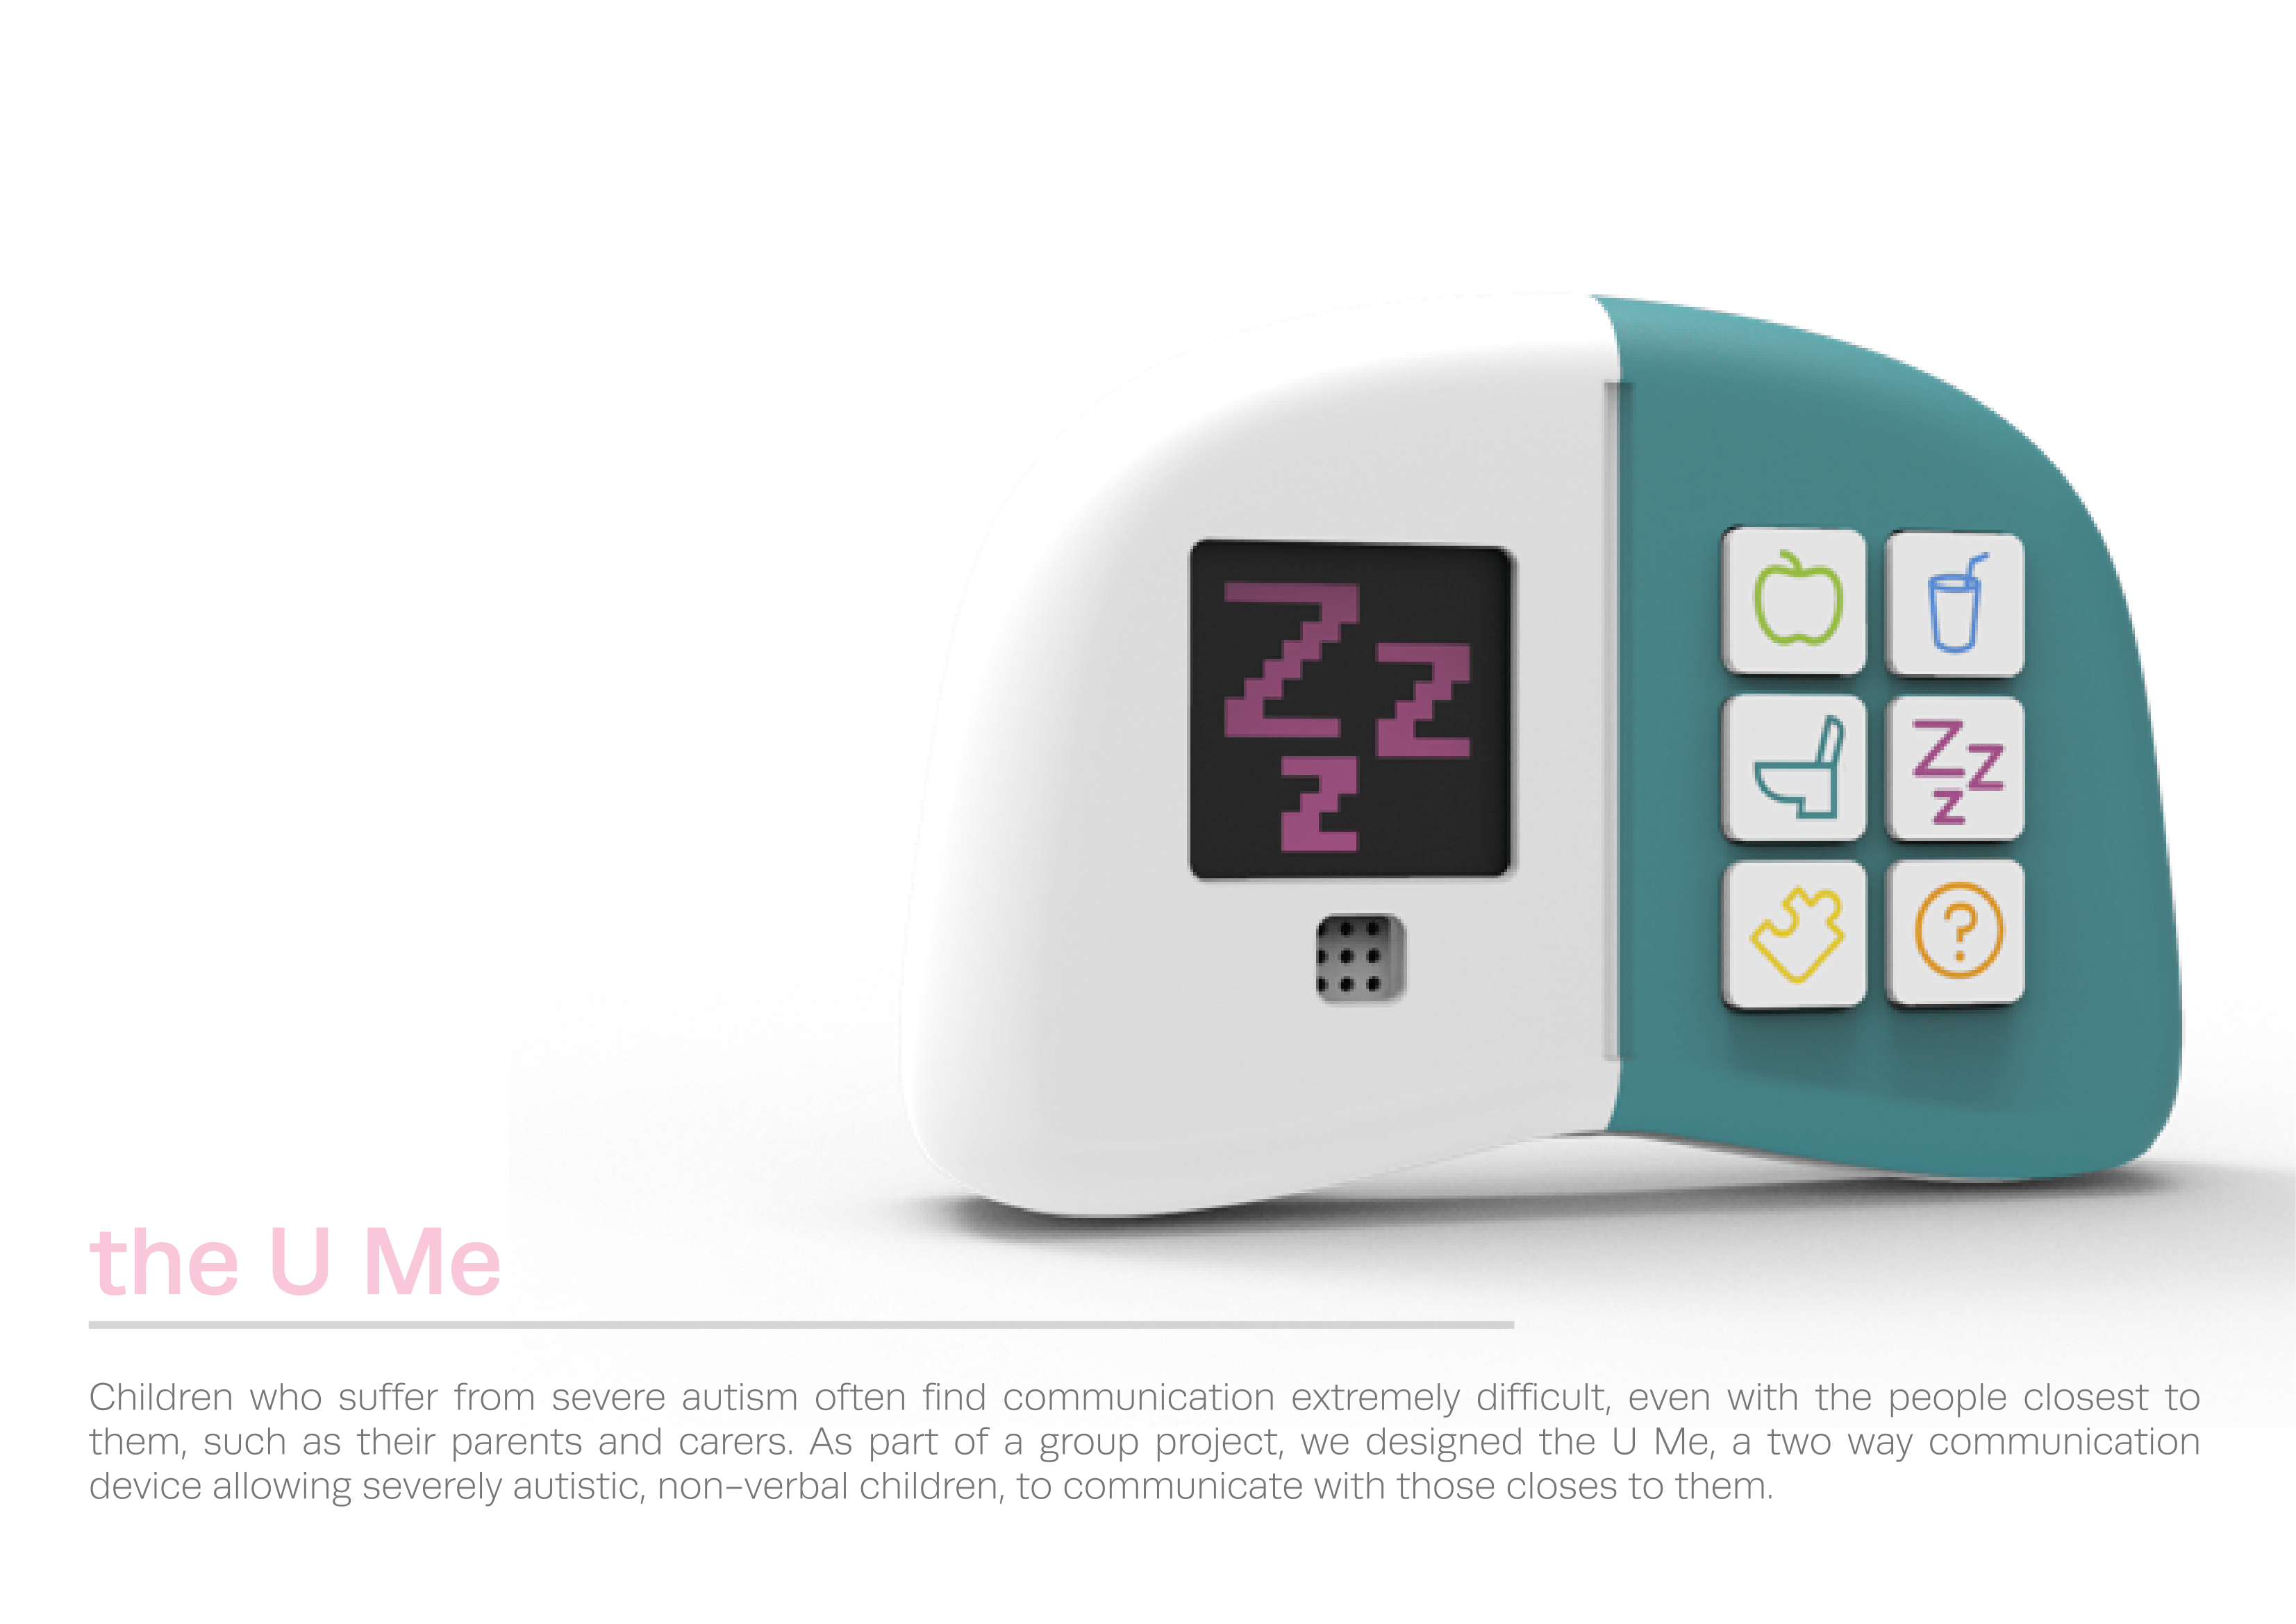 Z z
z
Z z
z
?
the U Me
Children who suffer from severe autism often find communication extremely difficult, even with the people closest to
them, such as their parents and carers. As part of a group project, we designed the U Me, a two way communication
device allowing severely autistic, non–verbal children, to communicate with those closes to them.